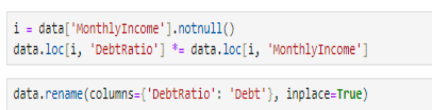 i = data['MonthlyIncome'].notnull()
data.loc[i, 'DebtRatio'] *= data.loc[i, 'MonthlyIncome']
data.rename(columns={'DebtRatio': 'Debt'}, inplace=True)